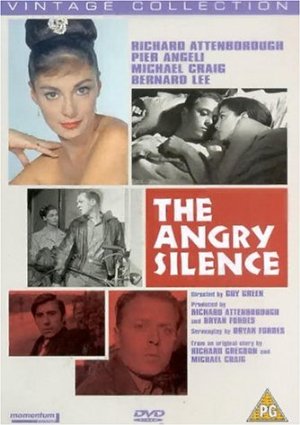 VINTAGE COLLECTION
RICHARD ATTENBOROUGH
PIER ANGELI
MICHAEL CRAIG
BERNARD LEE
THE
ANGRY
SILENCE
Directed by GUY GREEN
Produced by
RICHARD ATTENBOROUGH
and BRYAN FORBES
Screenplay by BRYAN FORBES
From an original story by
RICHARD GREGSON and
MICHAEL CRAIG
momentum
DVD
PG